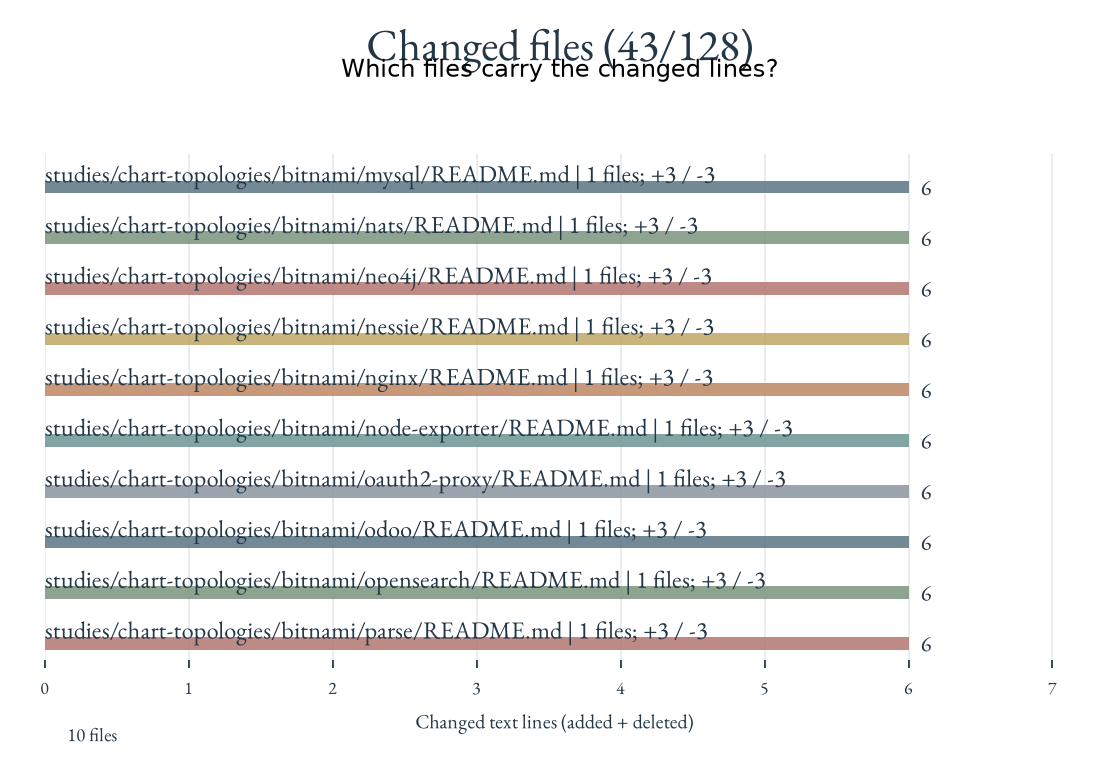 Changed files (43/128)
Which files carry the changed lines?
studies/chart-topologies/bitnami/mysql/README.md | 1 files; +3 / -3
6
studies/chart-topologies/bitnami/nats/README.md | 1 files; +3 / -3
6
studies/chart-topologies/bitnami/neo4j/README.md | 1 files; +3 / -3
6
studies/chart-topologies/bitnami/nessie/README.md | 1 files; +3 / -3
6
studies/chart-topologies/bitnami/nginx/README.md | 1 files; +3 / -3
6
studies/chart-topologies/bitnami/node-exporter/README.md | 1 files; +3 / -3
6
studies/chart-topologies/bitnami/oauth2-proxy/README.md | 1 files; +3 / -3
6
studies/chart-topologies/bitnami/odoo/README.md | 1 files; +3 / -3
6
studies/chart-topologies/bitnami/opensearch/README.md | 1 files; +3 / -3
6
studies/chart-topologies/bitnami/parse/README.md | 1 files; +3 / -3
6
0 1 2 3 4 5 6 7
Changed text lines (added + deleted)
10 files